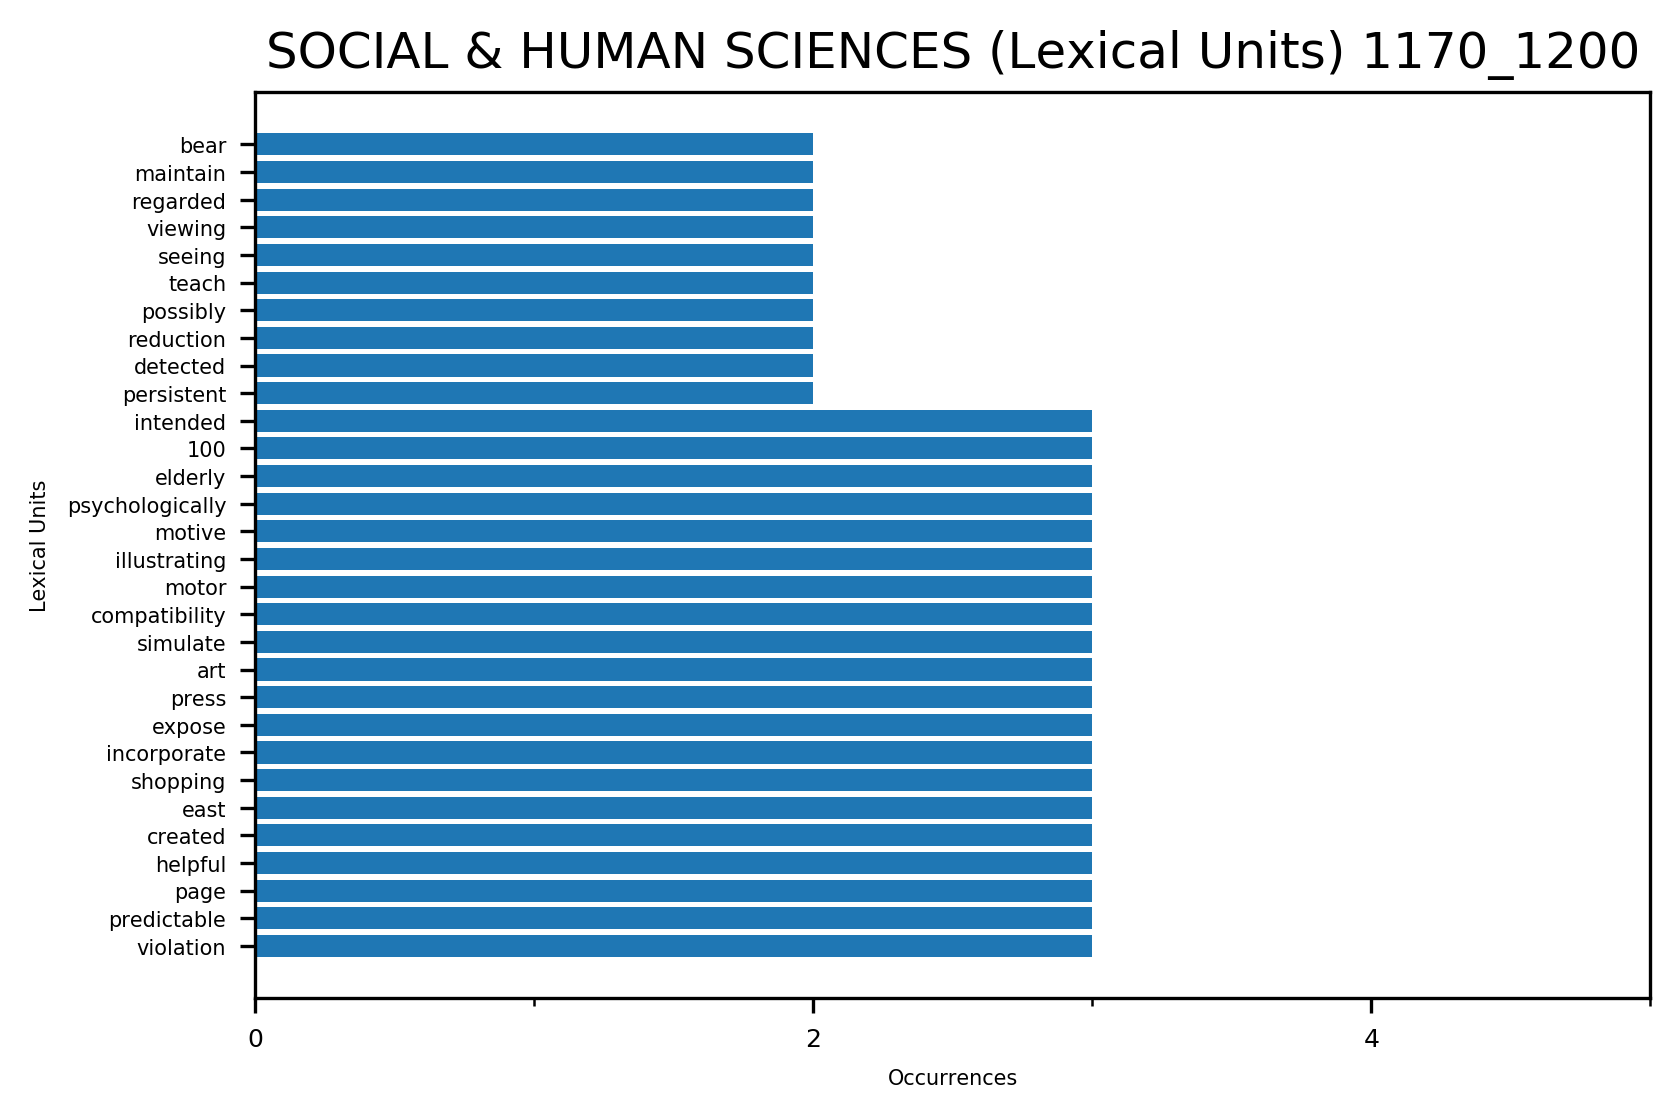 SOCIAL & HUMAN SCIENCES (Lexical Units) 1170_1200
bear
maintain
regarded
viewing
seeing
teach
possibly
reduction
detected
persistent
intended
100
elderly
psychologically
motive
illustrating
motor
compatibility
simulate
art
press
expose
incorporate
shopping
east
created
helpful
page
predictable
violation
Lexical Units
0 2 4
Occurrences